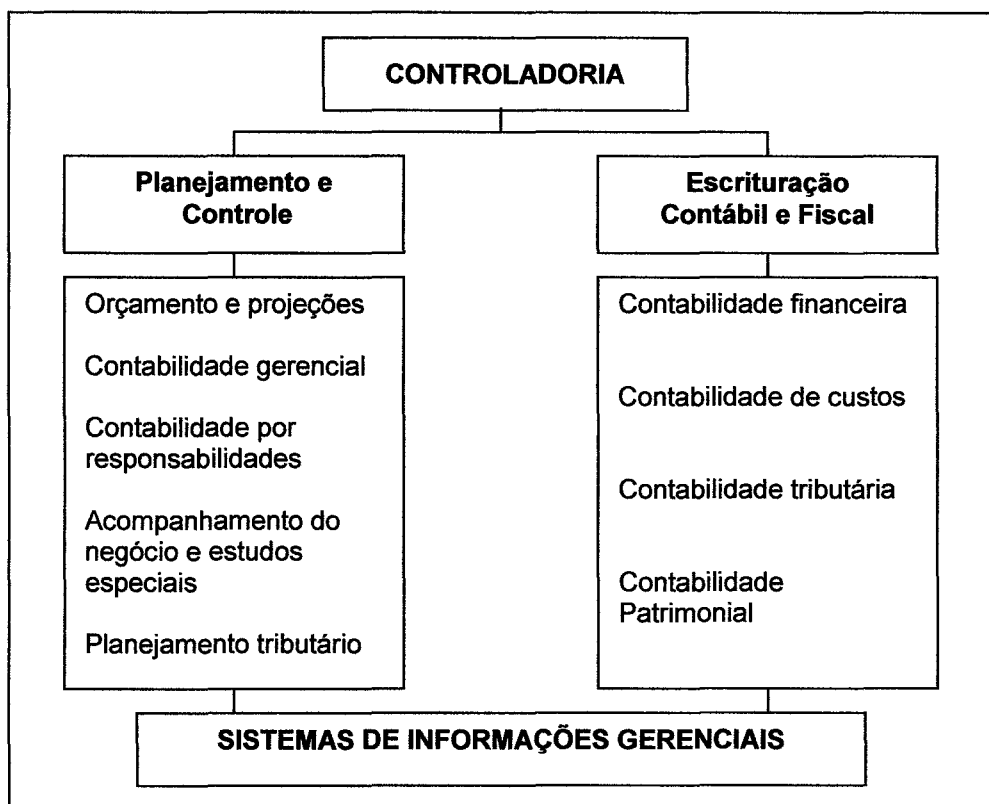 CONTROLADORIA
Planejamento e
Controle
Escrituração
Contábil e Fiscal
Orçamento e projeções
Contabilidade gerencial
Contabilidade por
responsabilidades
Acompanhamento do
negócio e estudos
especiais
Planejamento tributário
Contabilidade financeira
Contabilidade de custos
Contabilidade tributária
Contabilidade
Patrimonial
SISTEMAS DE INFORMAÇÕES GERENCIAIS